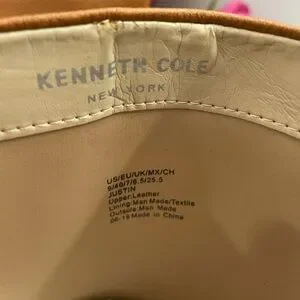 KENNETH COLE
NEW YORK
US/EU/UK/MX/CH
9/40/7/6.5/25.5
JUSTIN
Upper:Leather
Lining:Man Made/Textile
Outsole:Man Made
06-18 Made in China